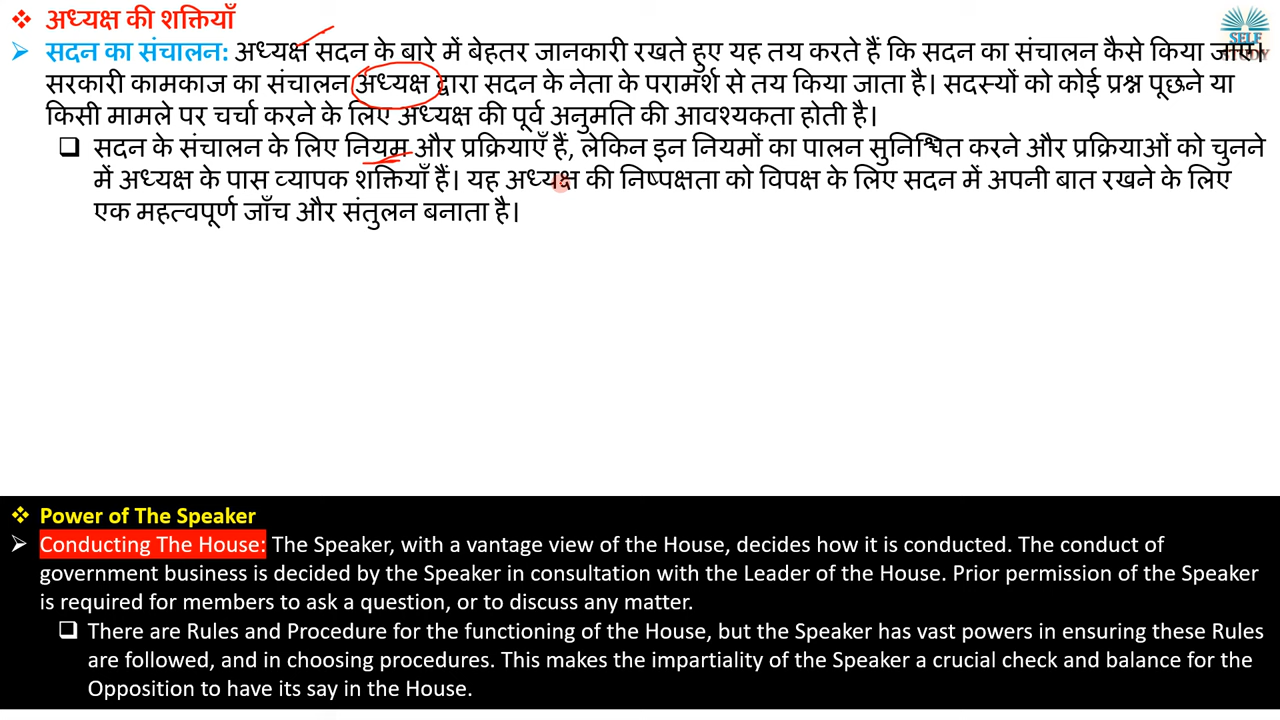 ❖ अध्यक्ष की शक्तियाँ
➢ सदन का संचालन: अध्यक्ष सदन के बारे में बेहतर जानकारी रखते हुए यह तय करते हैं कि सदन का संचालन कैसे किया जाए।
सरकारी कामकाज का संचालन अध्यक्ष द्वारा सदन के नेता के परामर्श से तय किया जाता है। सदस्यों को कोई प्रश्न पूछने या
किसी मामले पर चर्चा करने के लिए अध्यक्ष की पूर्व अनुमति की आवश्यकता होती है।
❑ सदन के संचालन के लिए नियम और प्रक्रियाएँ हैं, लेकिन इन नियमों का पालन सुनिश्चित करने और प्रक्रियाओं को चुनने
में अध्यक्ष के पास व्यापक शक्तियाँ हैं। यह अध्यक्ष की निष्पक्षता को विपक्ष के लिए सदन में अपनी बात रखने के लिए
एक महत्वपूर्ण जाँच और संतुलन बनाता है।
SELF
STUDY
❖ Power of The Speaker
➢ Conducting The House: The Speaker, with a vantage view of the House, decides how it is conducted. The conduct of
government business is decided by the Speaker in consultation with the Leader of the House. Prior permission of the Speaker
is required for members to ask a question, or to discuss any matter.
❑ There are Rules and Procedure for the functioning of the House, but the Speaker has vast powers in ensuring these Rules
are followed, and in choosing procedures. This makes the impartiality of the Speaker a crucial check and balance for the
Opposition to have its say in the House.